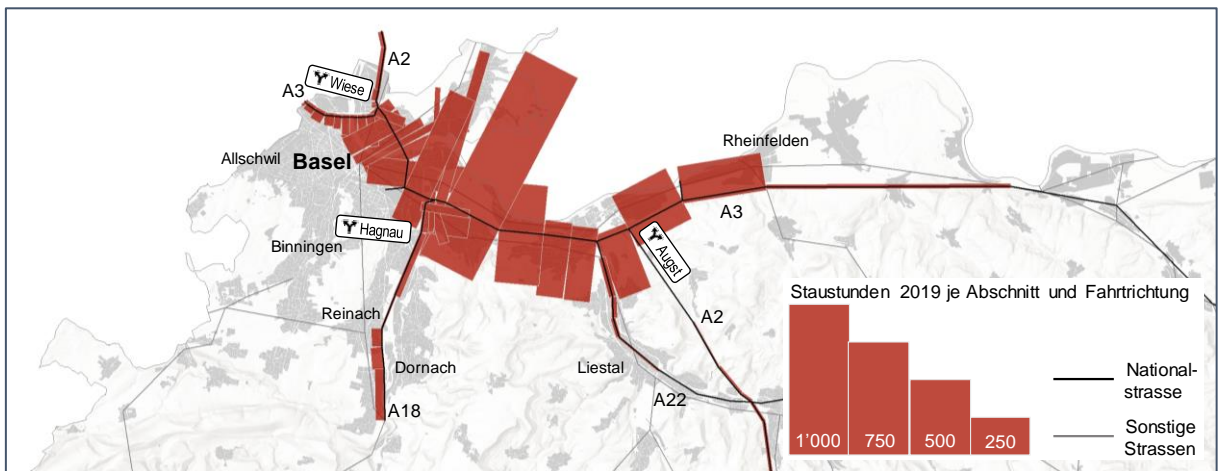 A2
Wiese
A3
Allschwil
Basel
Rheinfelden
A3
Hagnau
Augst
Binningen
Staustunden 2019 je Abschnitt und Fahrtrichtung
Reinach
A2
Dornach
Liestal
National-
strasse
A22
A18
1'000 750 500 250
Sonstige
Strassen